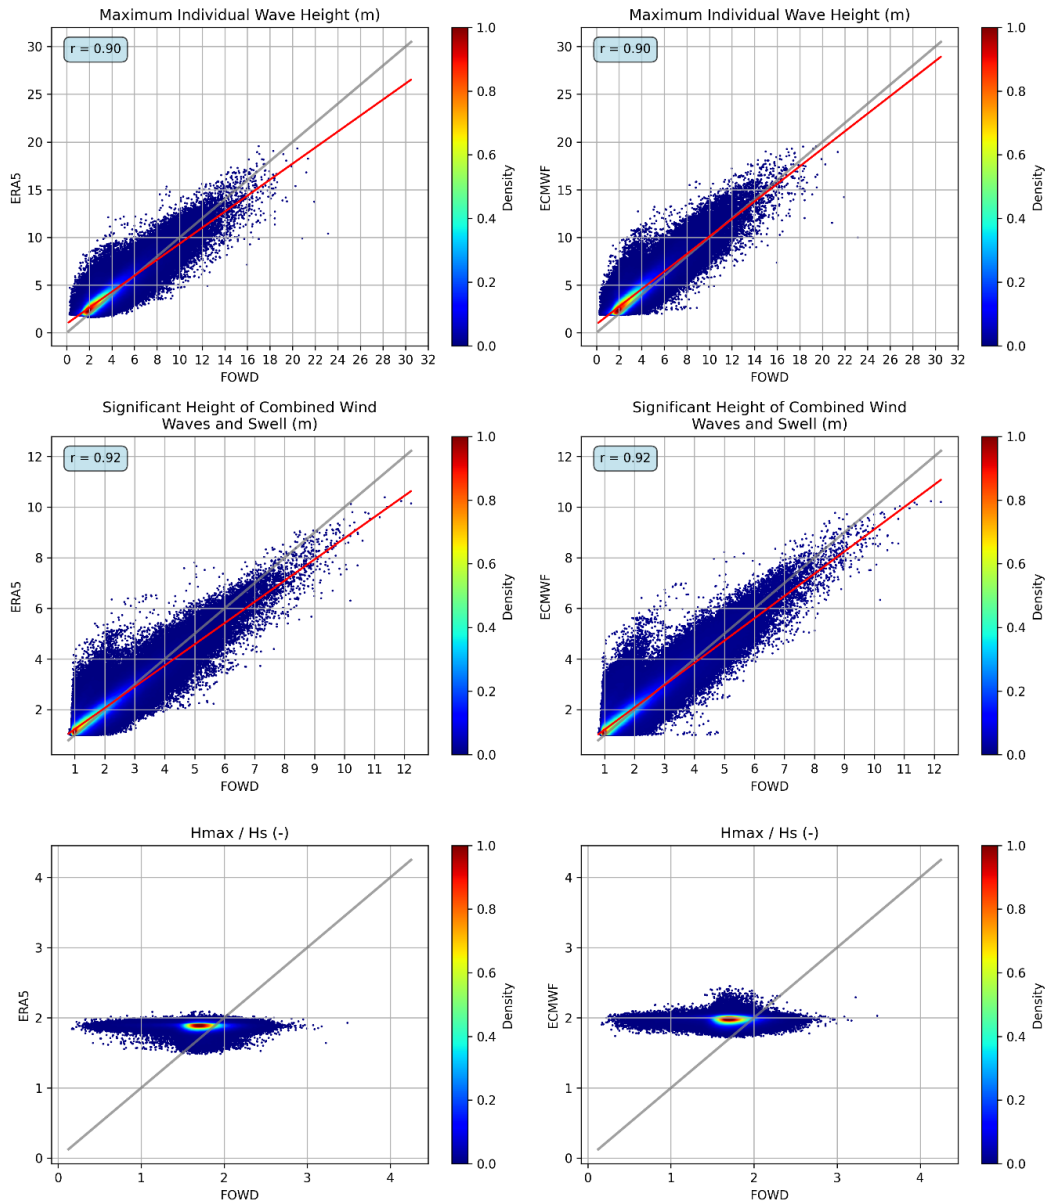 Maximum Individual Wave Height (m)
r = 0.90
30
25
20
15
10
5
0
ERA5
0 2 4 6 8 10 12 14 16 18 20 22 24 26 28 30 32
FOWD
1.0
0.8
0.6
0.4
0.2
0.0
Density
Maximum Individual Wave Height (m)
r = 0.90
30
25
20
15
10
5
0
ECMWF
0 2 4 6 8 10 12 14 16 18 20 22 24 26 28 30 32
FOWD
1.0
0.8
0.6
0.4
0.2
0.0
Density
Significant Height of Combined Wind
Waves and Swell (m)
r = 0.92
12
10
8
6
4
2
ERA5
1 2 3 4 5 6 7 8 9 10 11 12
FOWD
1.0
0.8
0.6
0.4
0.2
0.0
Density
Significant Height of Combined Wind
Waves and Swell (m)
r = 0.92
12
10
8
6
4
2
ECMWF
1 2 3 4 5 6 7 8 9 10 11 12
FOWD
1.0
0.8
0.6
0.4
0.2
0.0
Density
Hmax / Hs (-)
4
3
2
1
0
ERA5
0 1 2 3 4
FOWD
1.0
0.8
0.6
0.4
0.2
0.0
Density
Hmax / Hs (-)
4
3
2
1
0
ECMWF
0 1 2 3 4
FOWD
1.0
0.8
0.6
0.4
0.2
0.0
Density